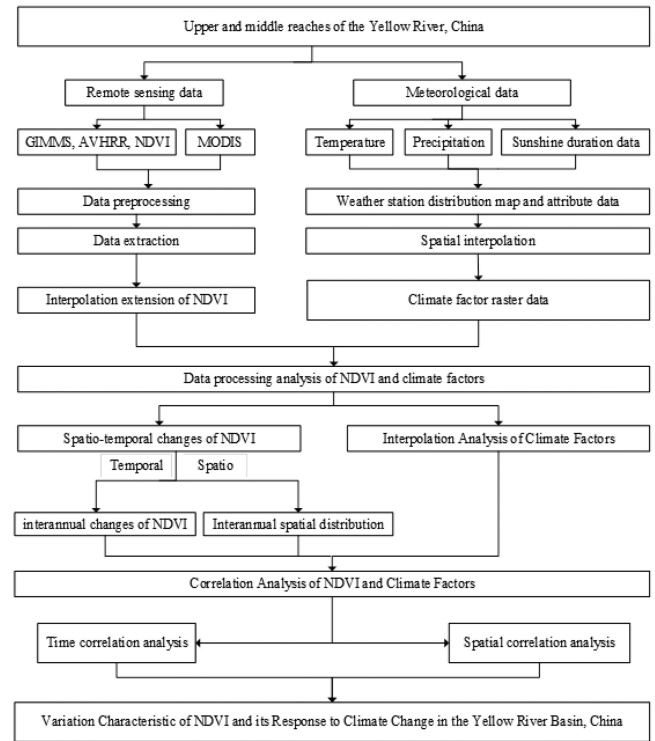 Upper and middle reaches of the Yellow River, China
Remote sensing data
Meteorological data
GIMMS, AVHRR, NDVI
MODIS
Temperature
Precipitation
Sunshine duration data
Data preprocessing
Weather station distribution map and attribute data
Data extraction
Spatial interpolation
Interpolation extension of NDVI
Climate factor raster data
Data processing analysis of NDVI and climate factors
Spatio-temporal changes of NDVI
Interpolation Analysis of Climate Factors
Temporal
Spatio
interannual changes of NDVI
Interannual spatial distribution
Correlation Analysis of NDVI and Climate Factors
Time correlation analysis
Spatial correlation analysis
Variation Characteristic of NDVI and its Response to Climate Change in the Yellow River Basin, China